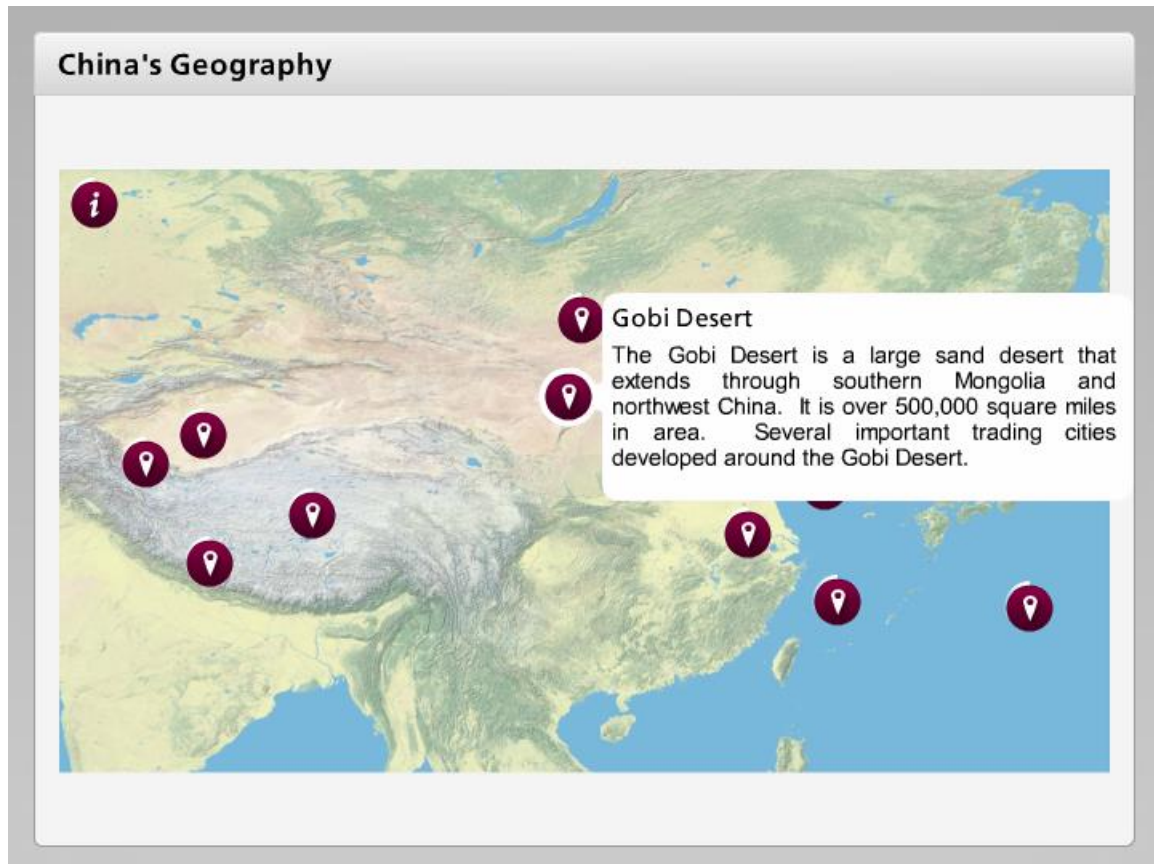 China's Geography
i
Gobi Desert
The Gobi Desert is a large sand desert that
extends through southern Mongolia and
northwest China. It is over 500,000 square miles
in area. Several important trading cities
developed around the Gobi Desert.